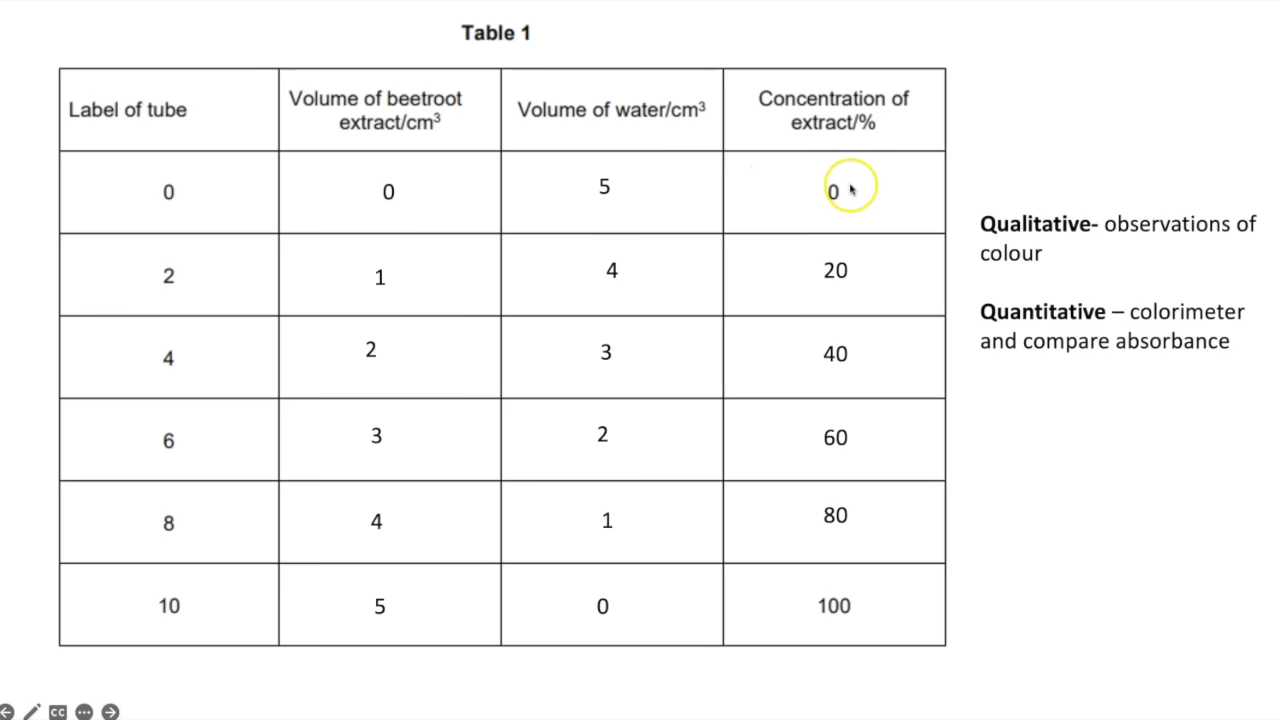 Table 1
Label of tube
Volume of beetroot
extract/cm³
Volume of water/cm³
Concentration of
extract/%
0
0
5
0
2
1
4
20
4
2
3
40
6
3
2
60
8
4
1
80
10
5
0
100
Qualitative- observations of
colour
Quantitative – colorimeter
and compare absorbance
CC